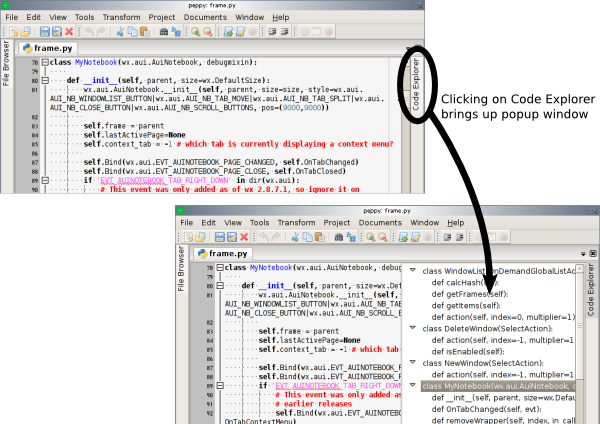 peppy: frame.py
File Edit View Tools Transform Project Documents Window Help
File Browser
frame.py
78 class MyNotebook(wx.aui.AuiNotebook, debugmixin):
79
80 def __init__(self, parent, size=wx.DefaultSize):
81 wx.aui.AuiNotebook.__init__(self, parent, size=size, style=wx.aui.
AUI_NB_WINDOWLIST_BUTTON|wx.aui.AUI_NB_TAB_MOVE|wx.aui.AUI_NB_TAB_SPLIT|wx.aui.
AUI_NB_CLOSE_BUTTON|wx.aui.AUI_NB_SCROLL_BUTTONS, pos=(9000,9000))
82
83 self.frame = parent
84 self.lastActivePage=None
85 self.context_tab = -1 # which tab is currently displaying a context menu?
86
87 self.Bind(wx.aui.EVT_AUINOTEBOOK_PAGE_CHANGED, self.OnTabChanged)
88 self.Bind(wx.aui.EVT_AUINOTEBOOK_PAGE_CLOSE, self.OnTabClosed)
89 if 'EVT_AUINOTEBOOK_TAB_RIGHT_DOWN' in dir(wx.aui):
90 # This event was only added as of wx 2.8.7.1, so ignore it on
Code Explorer
Clicking on Code Explorer
brings up popup window
peppy: frame.py
File Edit View Tools Transform Project Documents Window Help
File Browser
frame.py
78 class MyNotebook(wx.aui.AuiNotebook, debug
79
80 def __init__(self, parent, size=wx.De
81 wx.aui.AuiNotebook.__init__(self,
AUI_NB_WINDOWLIST_BUTTON|wx.aui.AUI_NB_TA
AUI_NB_CLOSE_BUTTON|wx.aui.AUI_NB_SCROLL_B
82
83 self.frame = parent
84 self.lastActivePage=None
85 self.context_tab = -1 # which tab
86
87 self.Bind(wx.aui.EVT_AUINOTEBOOK_P
88 self.Bind(wx.aui.EVT_AUINOTEBOOK_P
89 if 'EVT_AUINOTEBOOK_TAB_RIGHT_DOWN
90 # This event was only added as
91 # earlier releases
92 self.Bind(wx.aui.EVT_AUINOTEBO
OnTabContextMenu)
def calcHash(
def getFrames(self):
def getItems(self):
def action(self, index=0, multiplier=1)
class DeleteWindow(SelectAction):
def action(self, index=-1, multiplier=
def isEnabled(self):
class NewWindow(SelectAction):
def action(self, index=-1, multiplier=
class MyNotebook(wx.aui.AuiNotebook,
def __init__(self, parent, size=wx.Defau
def OnTabChanged(self, evt):
def removeWrapper(self, index, in_call
Code Explorer